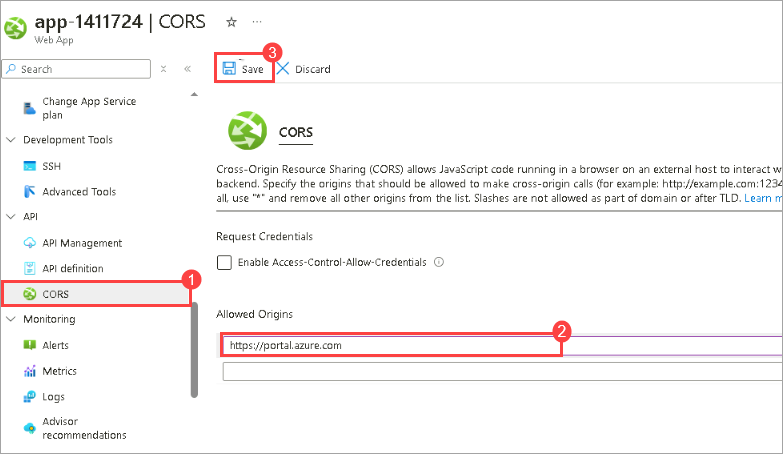 app-1411724 | CORS
Web App
Search
3
Save
Discard
Change App Service
plan
Development Tools
SSH
Advanced Tools
API
API Management
API definition
1
CORS
Monitoring
Alerts
Metrics
Logs
Advisor
recommendations
CORS
Cross-Origin Resource Sharing (CORS) allows JavaScript code running in a browser on an external host to interact w
backend. Specify the origins that should be allowed to make cross-origin calls (for example: http://example.com:1234
all, use "*" and remove all other origins from the list. Slashes are not allowed as part of domain or after TLD. Learn m
Request Credentials
Enable Access-Control-Allow-Credentials
Allowed Origins
2
https://portal.azure.com